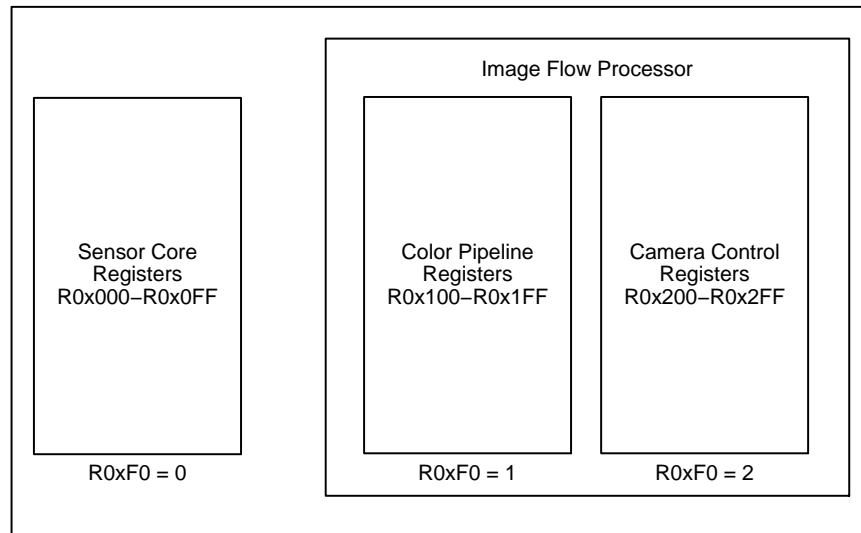 Image Flow Processor
Sensor Core
Registers
R0x000–R0x0FF
Color Pipeline
Registers
R0x100–R0x1FF
Camera Control
Registers
R0x200–R0x2FF
R0xF0 = 0
R0xF0 = 1
R0xF0 = 2